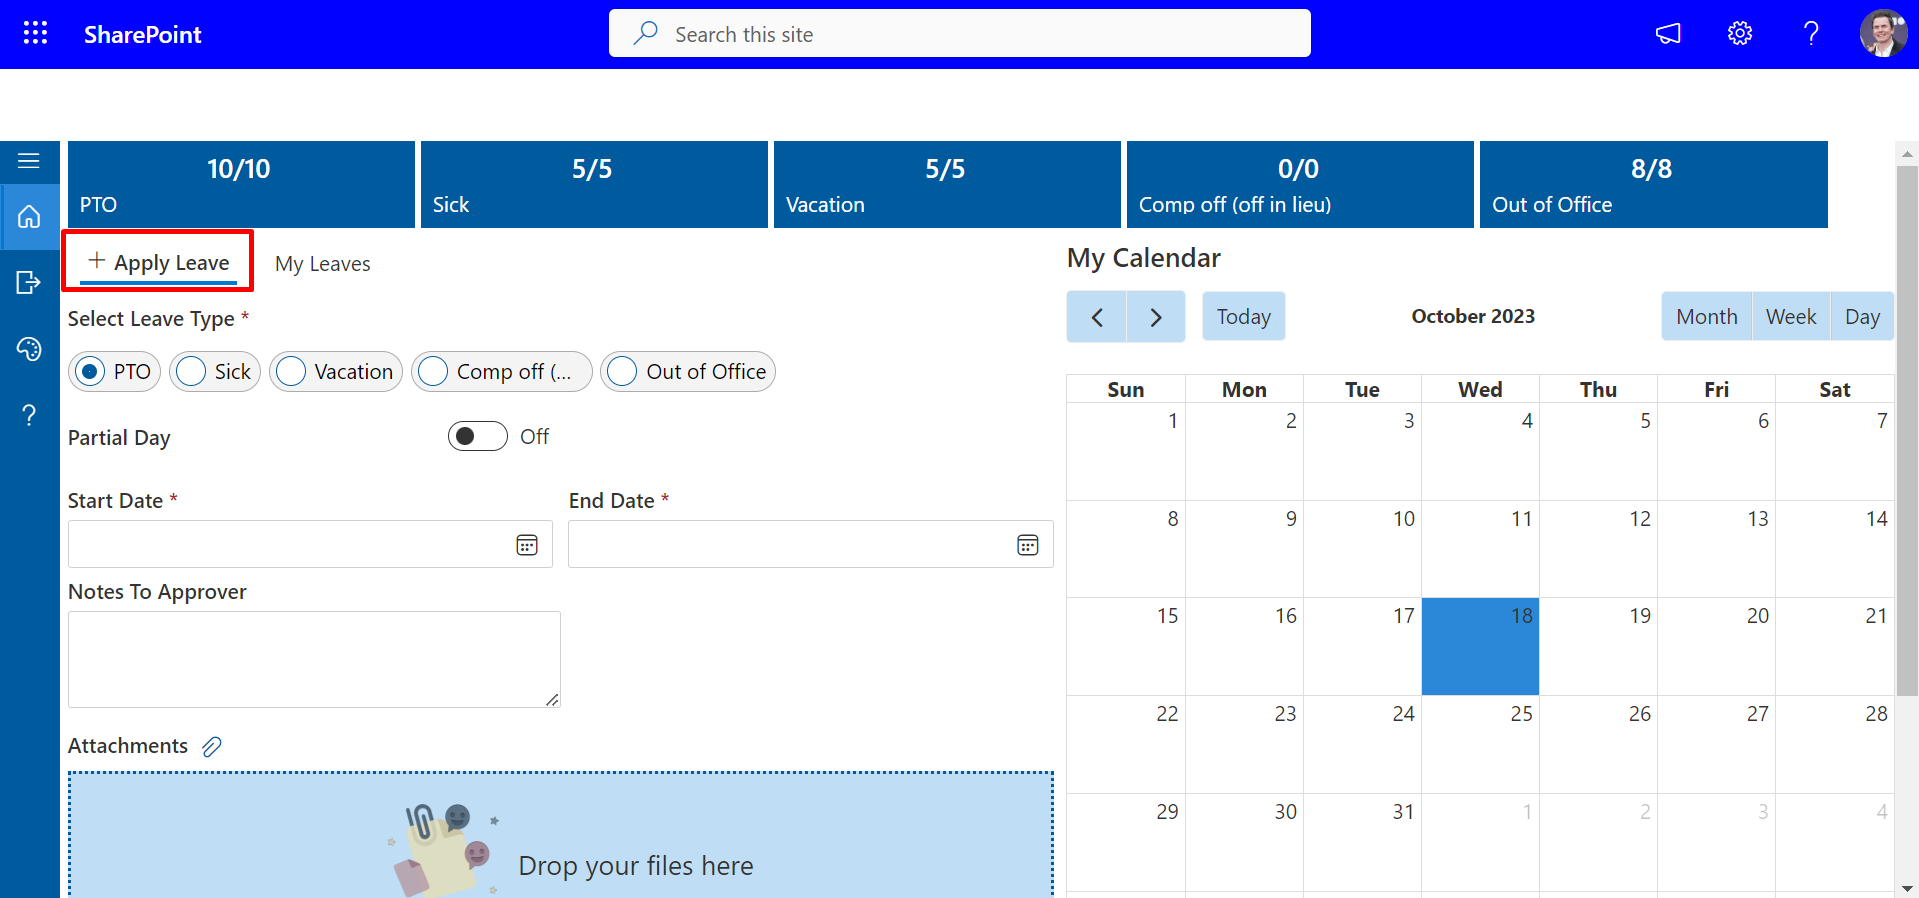 SharePoint
Search this site
10/10
PTO
5/5
Sick
5/5
Vacation
0/0
Comp off (off in lieu)
8/8
Out of Office
Apply Leave
My Leaves
Select Leave Type *
PTO
Sick
Vacation
Comp off (...
Out of Office
Partial Day
Off
Start Date *
End Date *
Notes To Approver
Attachments
Drop your files here
My Calendar
Today
October 2023
Month
Week
Day
Sun Mon Tue Wed Thu Fri Sat
1 2 3 4 5 6 7
8 9 10 11 12 13 14
15 16 17 18 19 20 21
22 23 24 25 26 27 28
29 30 31 1 2 3 4